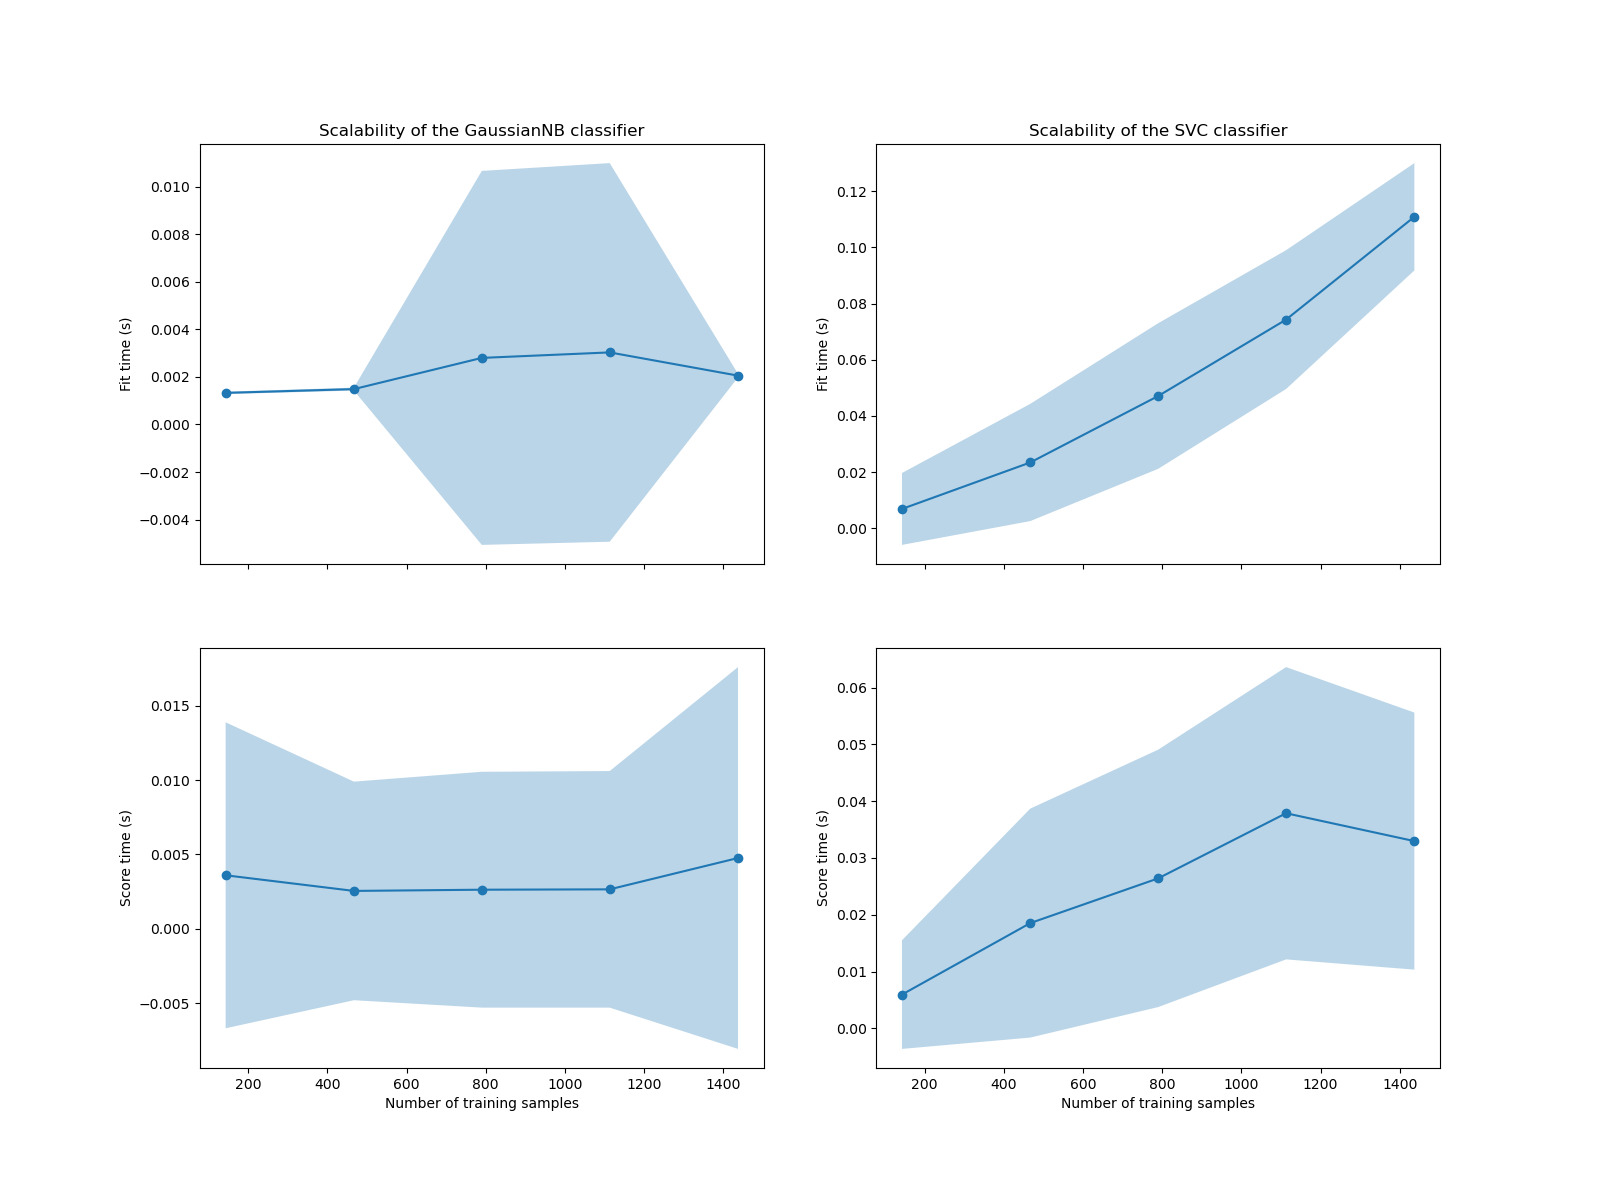 Scalability of the GaussianNB classifier
0.010
0.008
0.006
0.004
0.002
0.000
−0.002
−0.004
Fit time (s)
Scalability of the SVC classifier
0.12
0.10
0.08
0.06
0.04
0.02
0.00
Fit time (s)
0.015
0.010
0.005
0.000
−0.005
Score time (s)
200 400 600 800 1000 1200 1400
Number of training samples
0.06
0.05
0.04
0.03
0.02
0.01
0.00
Score time (s)
200 400 600 800 1000 1200 1400
Number of training samples